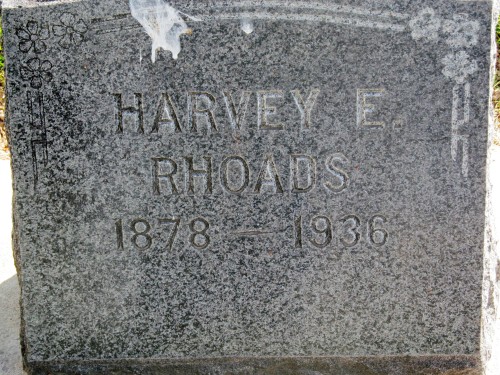 HARVEY E.
RHOADS
1878 — 1936